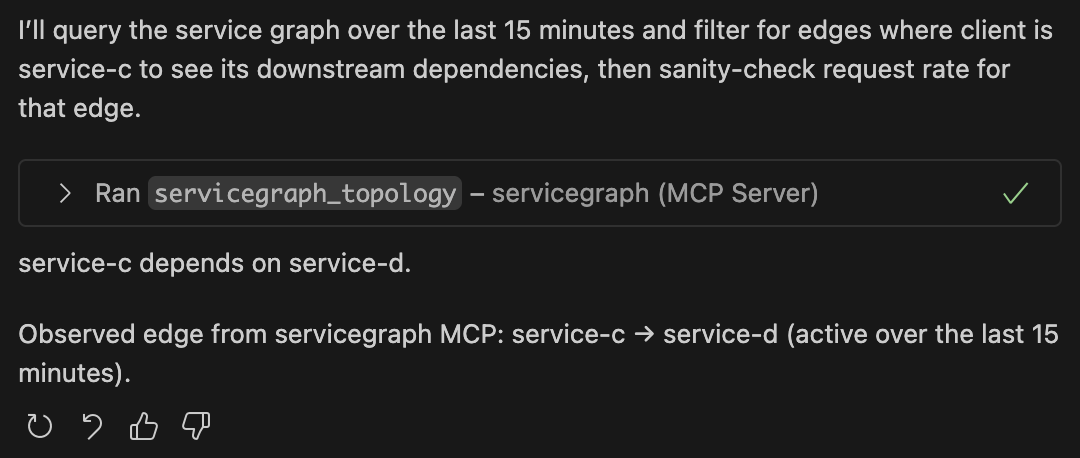 I’ll query the service graph over the last 15 minutes and filter for edges where client is
service-c to see its downstream dependencies, then sanity-check request rate for
that edge.
Ran servicegraph_topology – servicegraph (MCP Server)
service-c depends on service-d.
Observed edge from servicegraph MCP: service-c → service-d (active over the last 15
minutes).